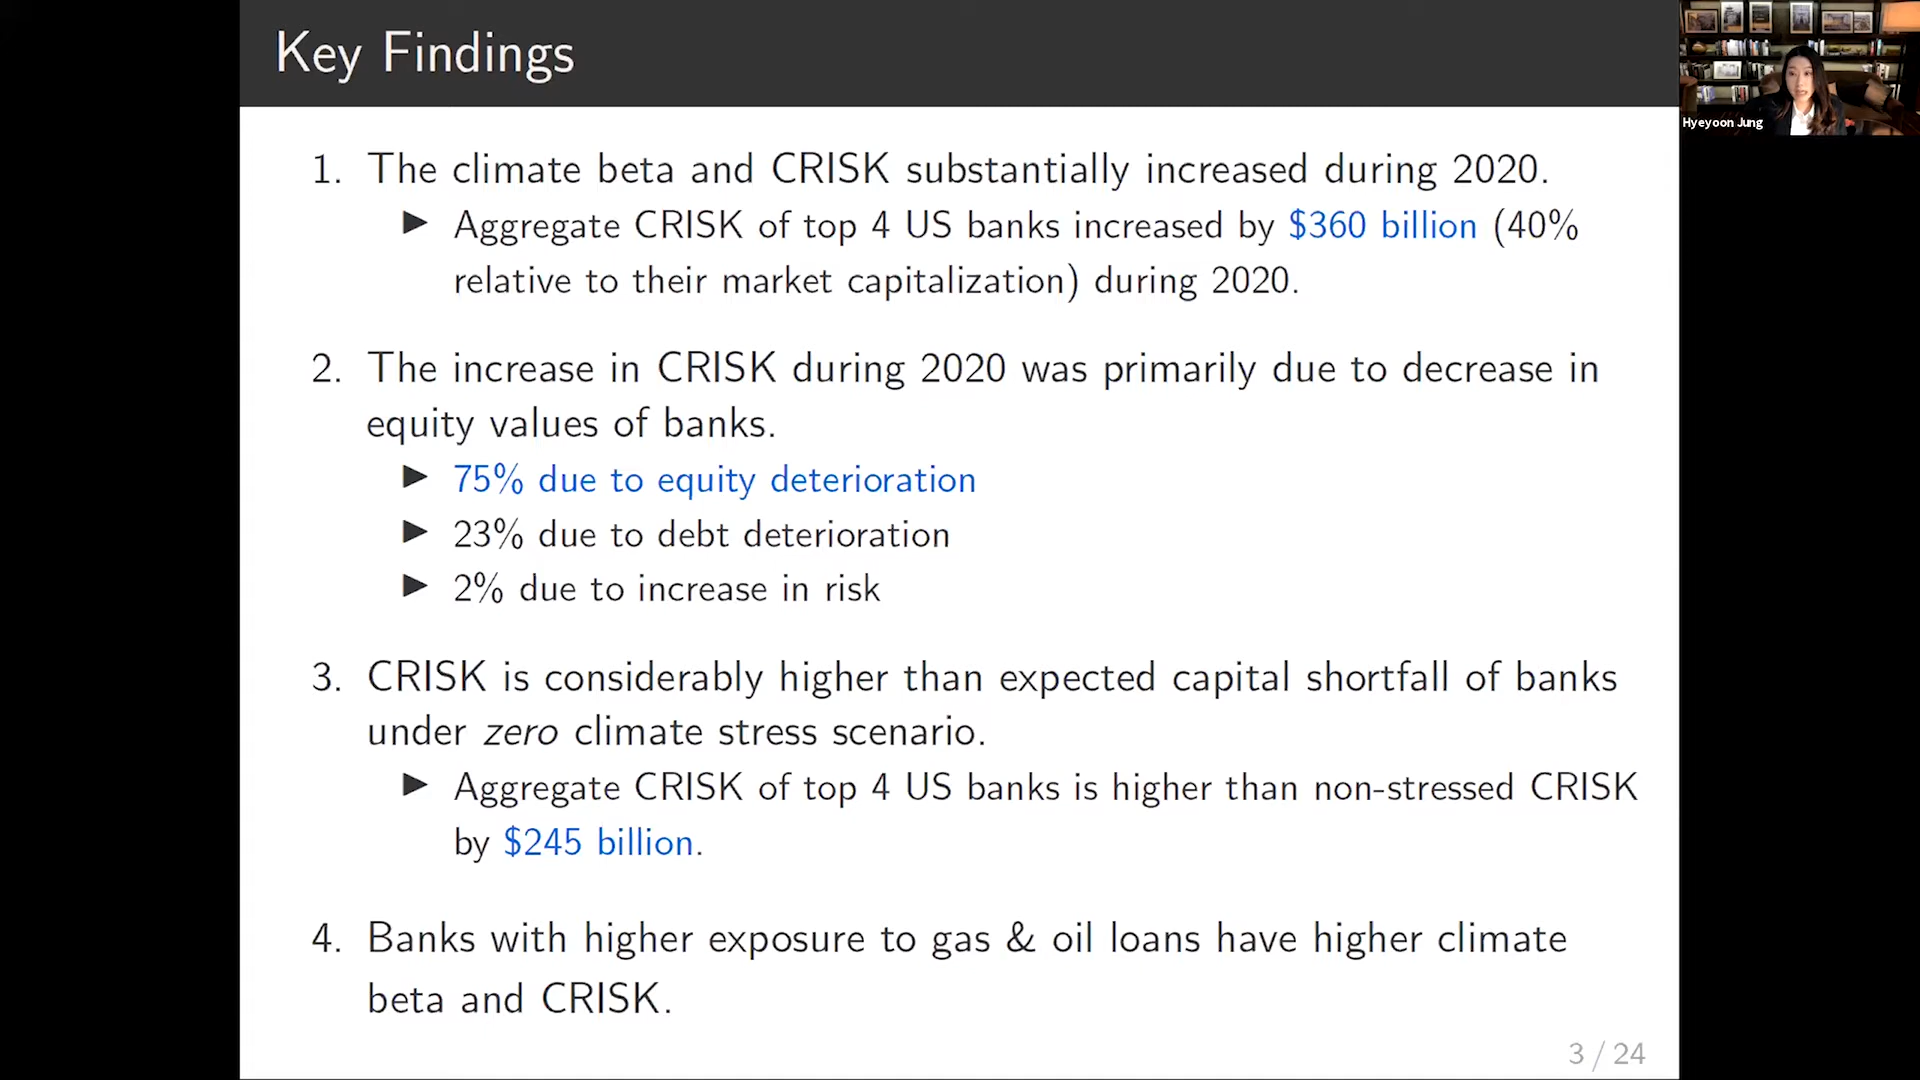 Key Findings
Hyeyoon Jung
1. The climate beta and CRISK substantially increased during 2020.
▶ Aggregate CRISK of top 4 US banks increased by $360 billion (40%
relative to their market capitalization) during 2020.
2. The increase in CRISK during 2020 was primarily due to decrease in
equity values of banks.
▶ 75% due to equity deterioration
▶ 23% due to debt deterioration
▶ 2% due to increase in risk
3. CRISK is considerably higher than expected capital shortfall of banks
under zero climate stress scenario.
▶ Aggregate CRISK of top 4 US banks is higher than non-stressed CRISK
by $245 billion.
4. Banks with higher exposure to gas & oil loans have higher climate
beta and CRISK.
3 / 24